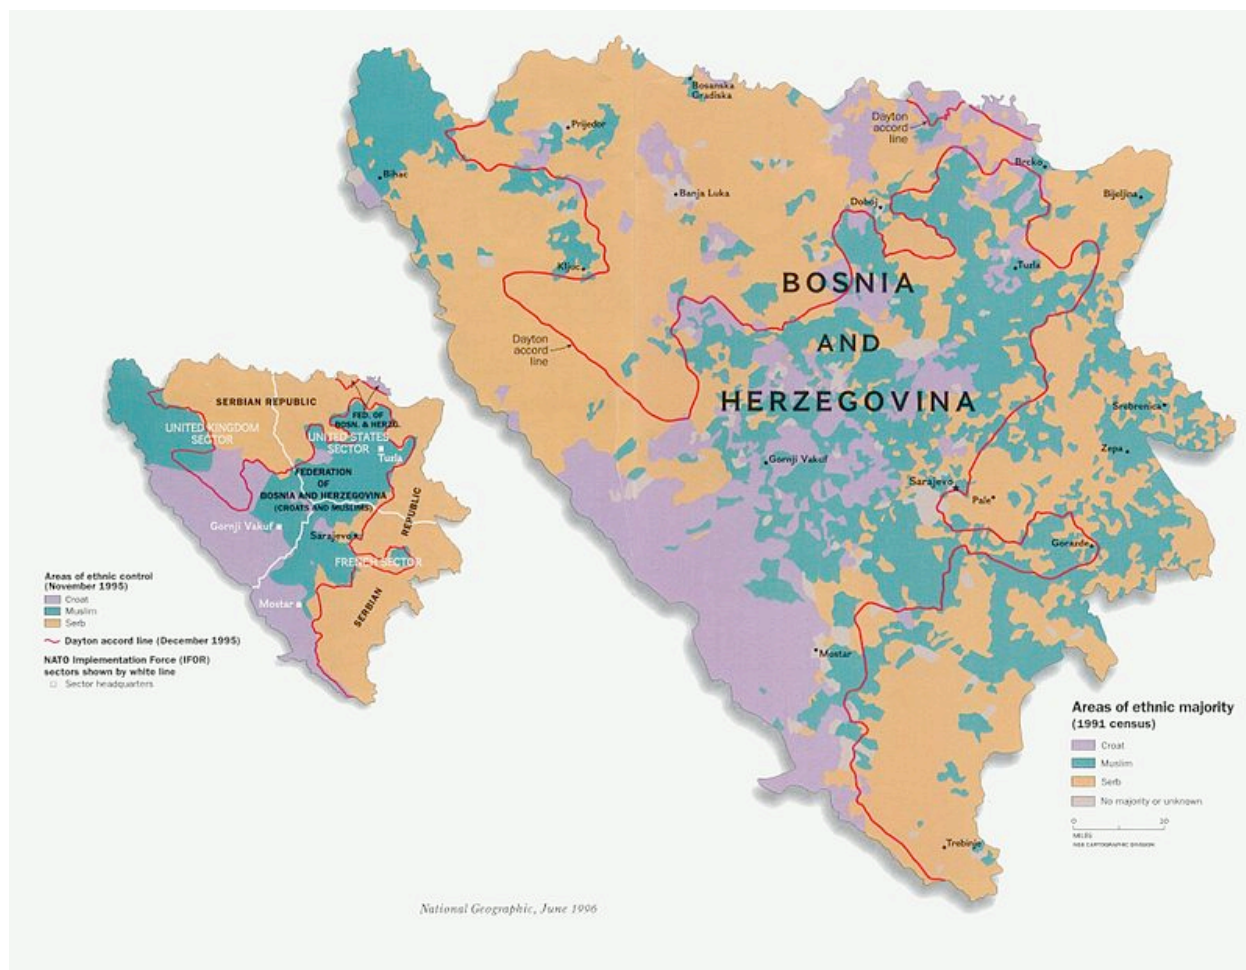 Bosanska
Gradiska
Prijedor
Dayton
accord
line
Brcko
Bihac
Banja Luka
Doboj
Bijeljina
Kljuc
Tuzla
BOSNIA
AND
HERZEGOVINA
Dayton
accord
line
Srebrenica
Zepa
Gornji Vakuf
Sarajevo
Pale
Gorazde
Mostar
Trebinje
SERBIAN REPUBLIC
FED. OF
BOSN. & HERZG.
UNITED KINGDOM
SECTOR
UNITED STATES
SECTOR
Tuzla
FEDERATION
OF
BOSNIA AND HERZEGOVINA
(CROATS AND MUSLIMS)
REPUBLIC
Gornji Vakuf
Sarajevo
FRENCH SECTOR
SERBIAN
Mostar
Areas of ethnic control
(November 1995)
Croat
Muslim
Serb
Dayton accord line (December 1995)
NATO Implementation Force (IFOR)
sectors shown by white line
Sector headquarters
Areas of ethnic majority
(1991 census)
Croat
Muslim
Serb
No majority or unknown
0 20
MILES
NGS CARTOGRAPHIC DIVISION
National Geographic, June 1996